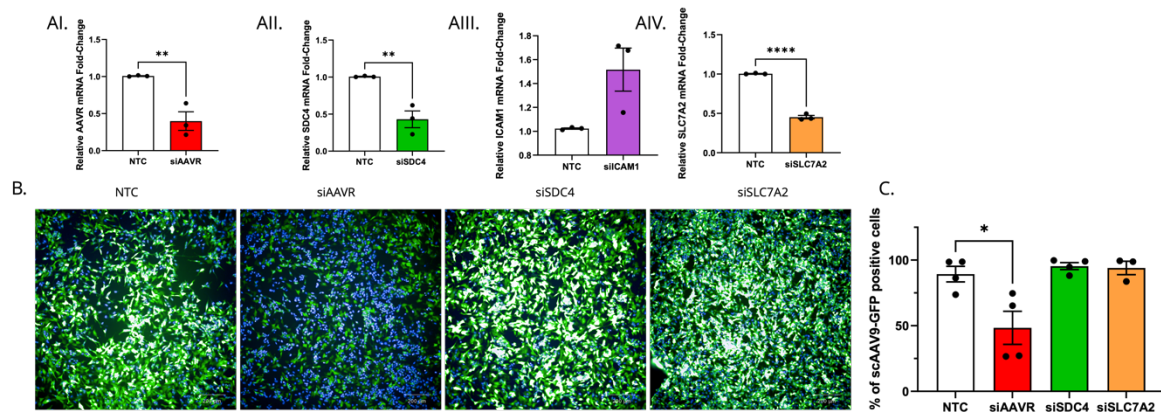 AI.
Relative AAVR mRNA Fold-Change
1.5
1.0
0.5
0.0
**
NTC
siAAVR
AII.
Relative SDC4 mRNA Fold-Change
1.5
1.0
0.5
0.0
**
NTC
siSDC4
AIII.
Relative ICAM1 mRNA Fold-Change
1.8
1.6
1.4
1.2
1.0
0.8
NTC
siICAM1
AIV.
Relative SLC7A2 mRNA Fold-Change
1.5
1.0
0.5
0.0
****
NTC
siSLC7A2
B.
NTC
siAAVR
siSDC4
siSLC7A2
C.
% of scAAV9-GFP positive cells
100
50
0
*
NTC
siAAVR
siSDC4
siSLC7A2